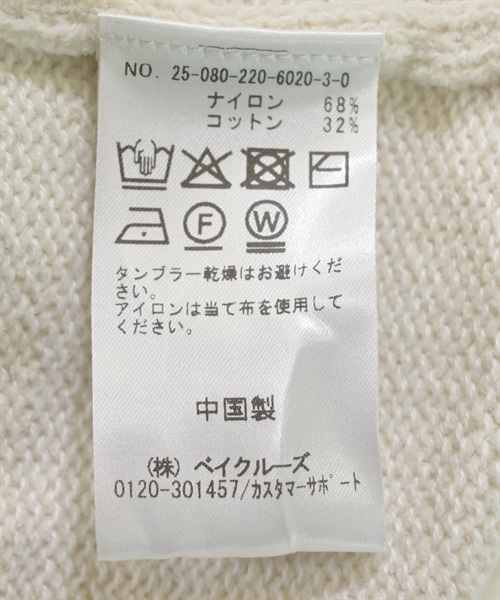 NO. 25-080-220-6020-3-0
ナイロン 68%
コットン 32%
F W
タンブラー乾燥はお避けくだ
さい。
アイロンは当て布を使用して
ください。
中国製
(株) ベイクルーズ
0120-301457/カスタマーサポート